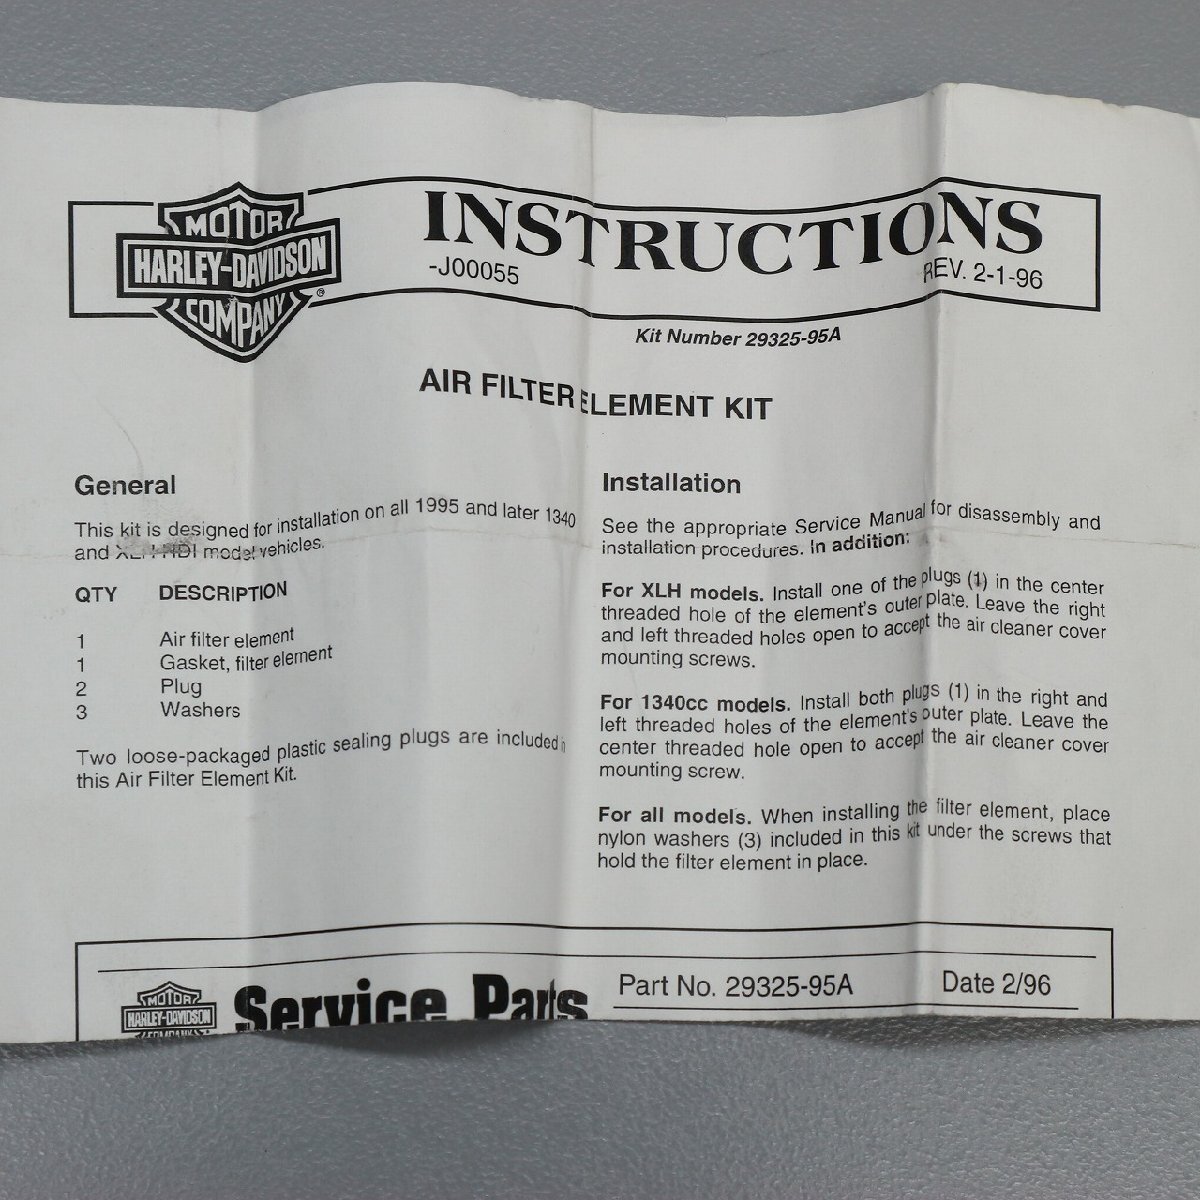 MOTOR
HARLEY-DAVIDSON
COMPANY
®
INSTRUCTIONS
-J00055
REV. 2-1-96
Kit Number 29325-95A
AIR FILTER ELEMENT KIT
General
This kit is designed for installation on all 1995 and later 1340
and XLH HDI model vehicles.
QTY DESCRIPTION
1 Air filter element
1 Gasket, filter element
2 Plug
3 Washers
Two loose-packaged plastic sealing plugs are included in
this Air Filter Element Kit.
Installation
See the appropriate Service Manual for disassembly and
installation procedures. In addition:
For XLH models. Install one of the plugs (1) in the center
threaded hole of the element's outer plate. Leave the right
and left threaded holes open to accept the air cleaner cover
mounting screws.
For 1340cc models. Install both plugs (1) in the right and
left threaded holes of the element's outer plate. Leave the
center threaded hole open to accept the air cleaner cover
mounting screw.
For all models. When installing the filter element, place
nylon washers (3) included in this kit under the screws that
hold the filter element in place.
MOTOR
HARLEY-DAVIDSON
COMPANY
Service Parts
Part No. 29325-95A
Date 2/96